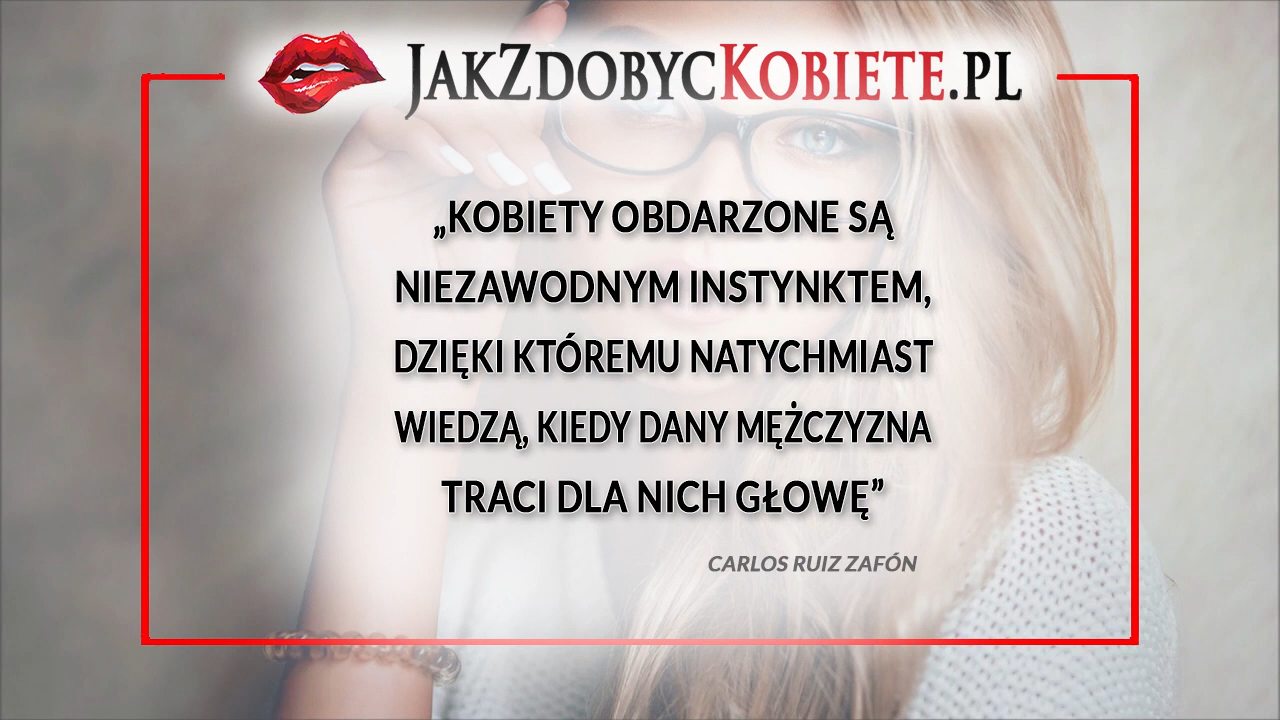 JAKZDOBYCKOBIETE.PL
„KOBIETY OBDARZONE SĄ
NIEZAWODNYM INSTYNKTEM,
DZIĘKI KTÓREMU NATYCHMIAST
WIEDZĄ, KIEDY DANY MĘŻCZYZNA
TRACI DLA NICH GŁOWĘ”
CARLOS RUIZ ZAFÓN